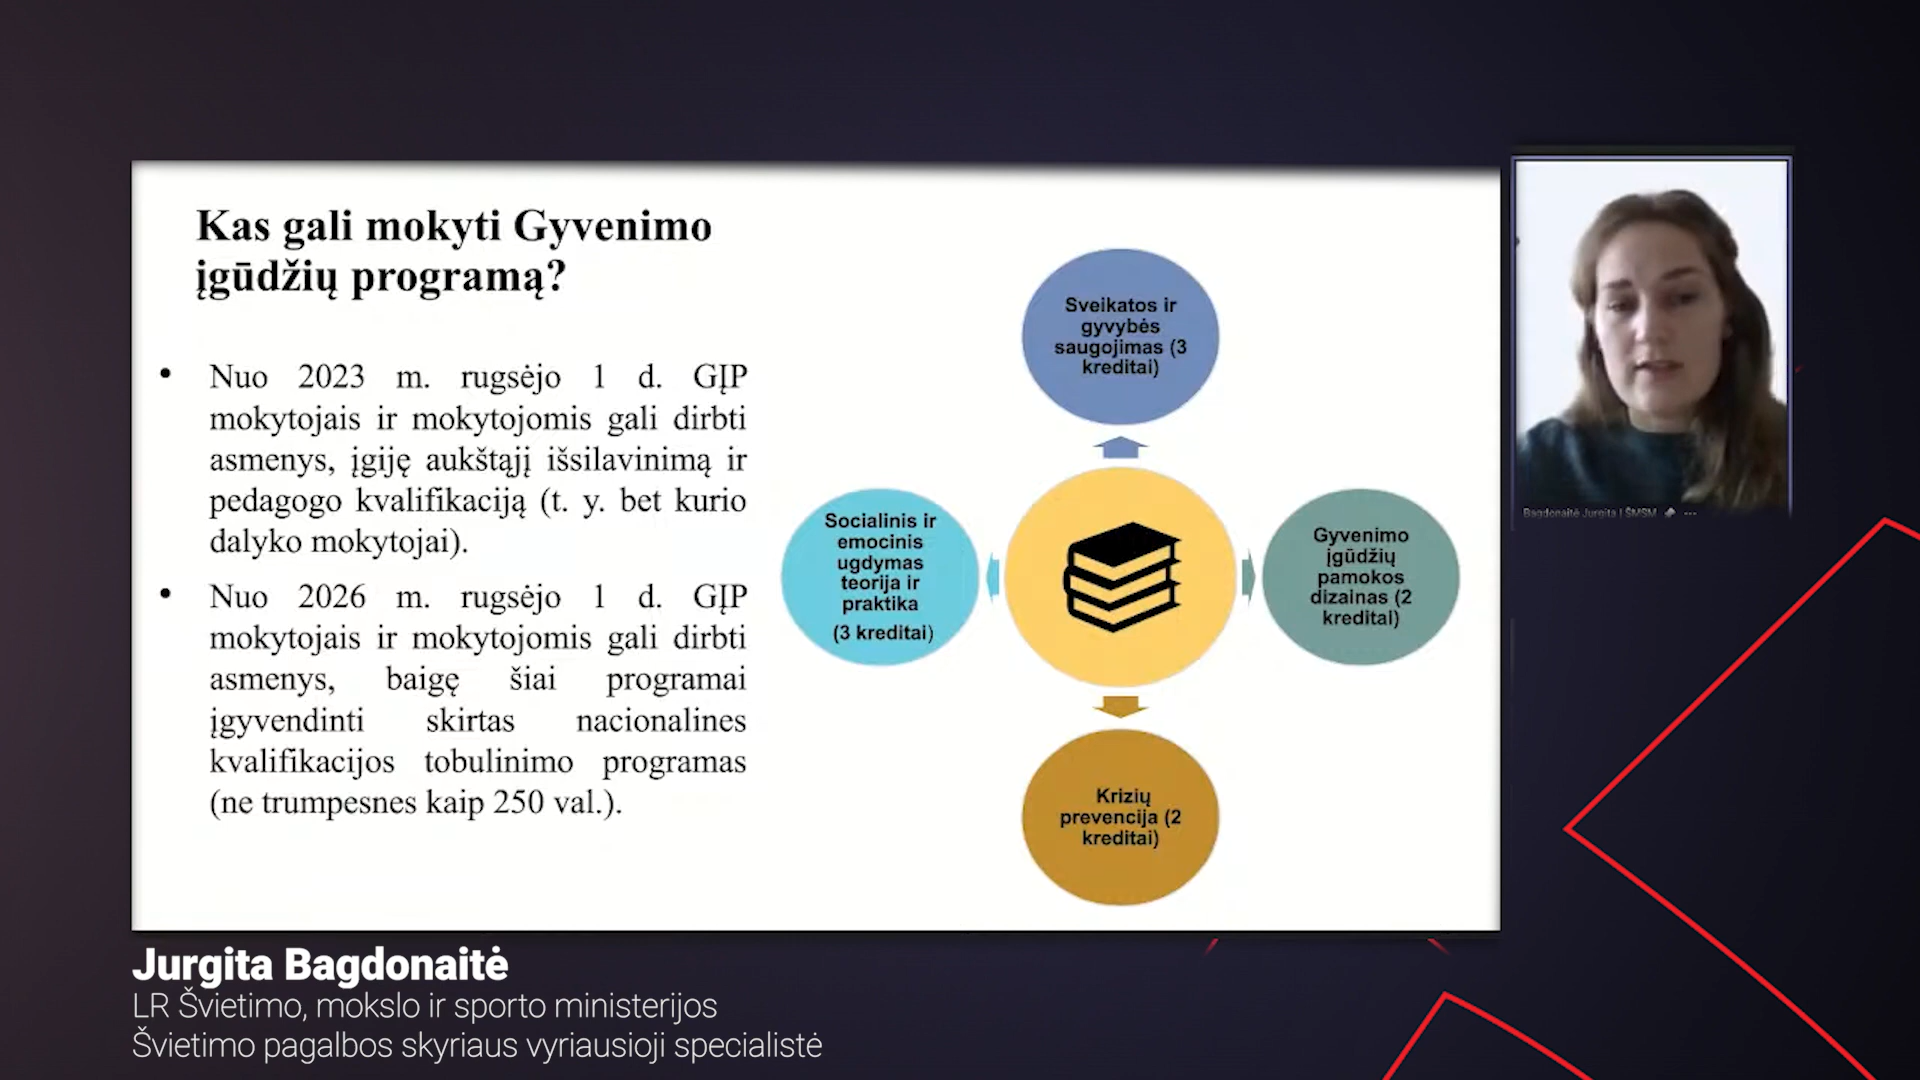 Kas gali mokyti Gyvenimo
įgūdžių programą?
• Nuo 2023 m. rugsėjo 1 d. GĮP
mokytojais ir mokytojomis gali dirbti
asmenys, įgiję aukštąjį išsilavinimą ir
pedagogo kvalifikaciją (t. y. bet kurio
dalyko mokytojai).
• Nuo 2026 m. rugsėjo 1 d. GĮP
mokytojais ir mokytojomis gali dirbti
asmenys, baigę šiai programai
įgyvendinti skirtas nacionalines
kvalifikacijos tobulinimo programas
(ne trumpesnes kaip 250 val.).
Sveikatos ir
gyvybės
saugojimas (3
kreditai)
Socialinis ir
emocinis
ugdymas
teorija ir
praktika
(3 kreditai)
Gyvenimo
įgūdžių
pamokos
dizainas (2
kreditai)
Krizių
prevencija (2
kreditai)
Bagdonaitė Jurgita | ŠMSM
Jurgita Bagdonaitė
LR Švietimo, mokslo ir sporto ministerijos
Švietimo pagalbos skyriaus vyriausioji specialistė